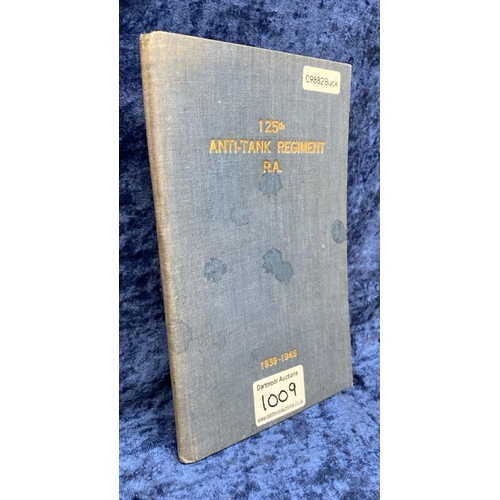 C9882Buck
125th
ANTI-TANK REGIMENT
R.A.
1939-1945
Dartmoor Auctions
1009
www.dartmoorauctions.co.uk